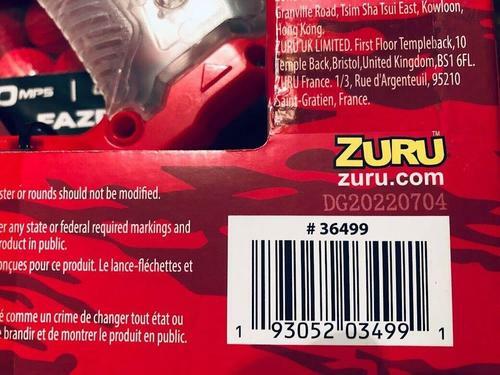 Granville Road, Tsim Sha Tsui East, Kowloon,
Hong Kong.
ZURU UK LIMITED. First Floor Templeback,10
Temple Back,Bristol,United Kingdom,BS1 6FL.
ZURU France. 1/3, Rue d'Argenteuil, 95210
Saint-Gratien, France.
MPS
ZURU™
zuru.com
DG20220704
# 36499
1 93052 03499 1
ster or rounds should not be modified.
er any state or federal required markings and
roduct in public.
onçues pour ce produit. Le lance-fléchettes et
é comme un crime de changer tout état ou
e brandir et de montrer le produit en public.